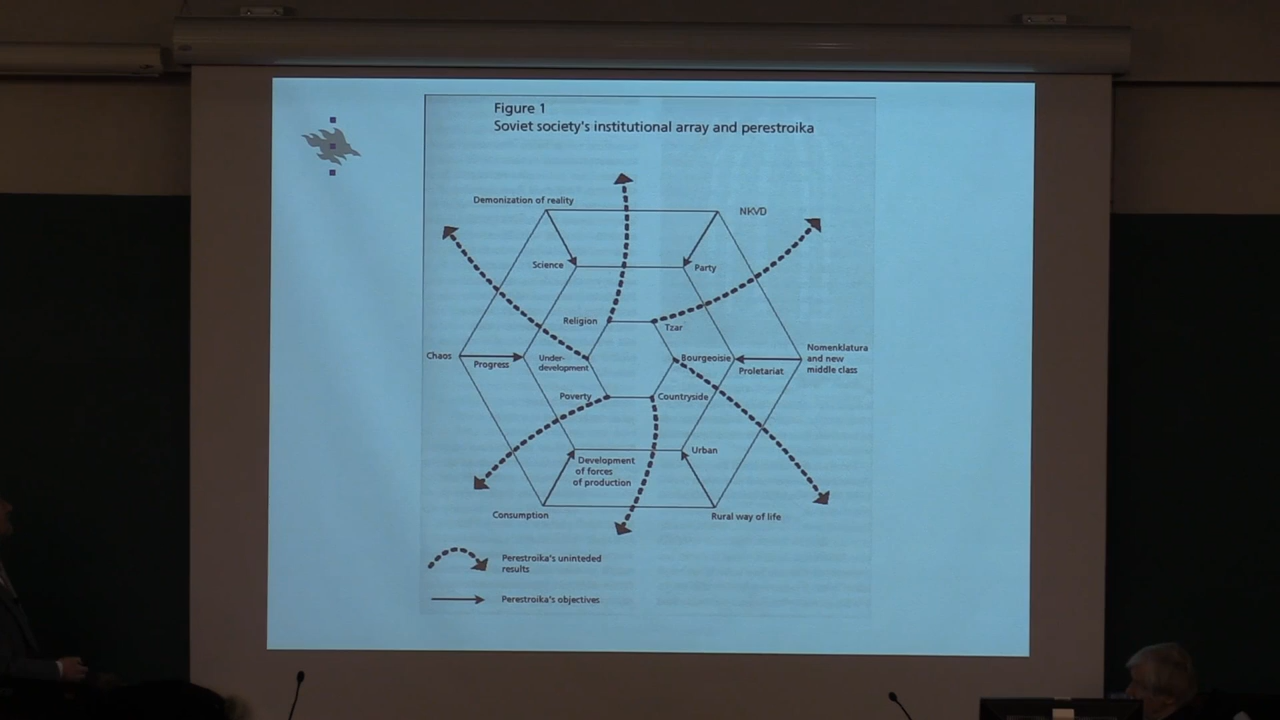 Figure 1
Soviet society's institutional array and perestroika
Demonization of reality
NKVD
Science
Party
Religion
Tzar
Chaos
Progress
Under-
development
Bourgeoisie
Proletariat
Nomenklatura
and new
middle class
Poverty
Countryside
Development
of forces
of production
Urban
Consumption
Rural way of life
Perestroika's uninteded
results
Perestroika's objectives